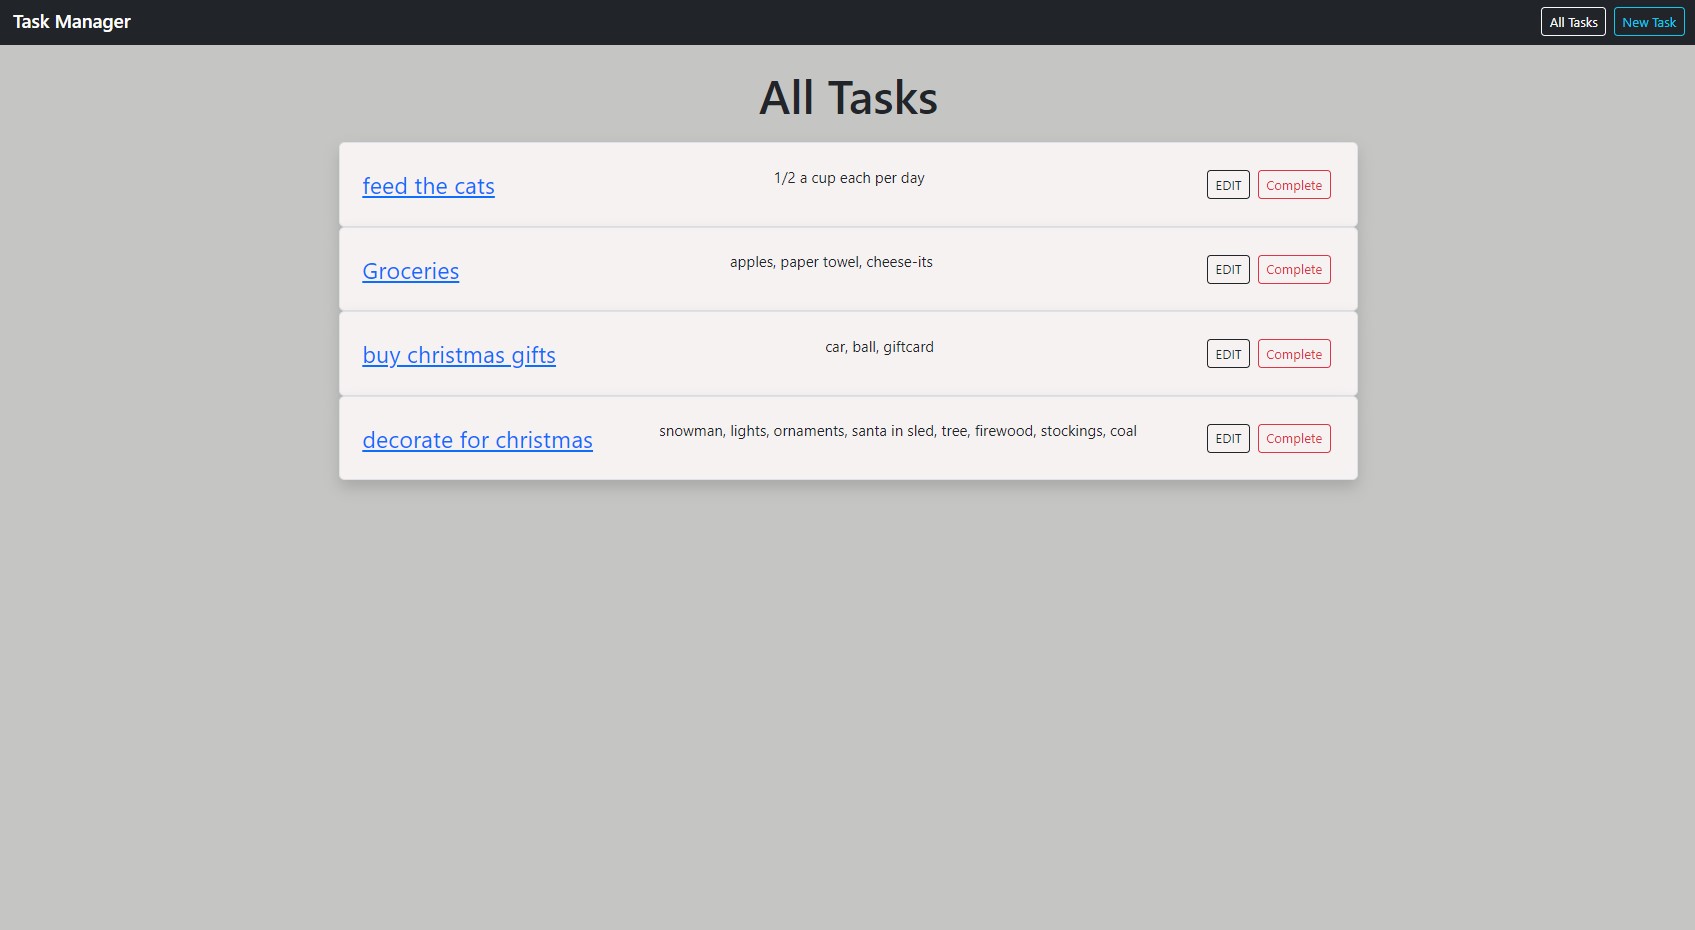 Task Manager All Tasks New Task
All Tasks
feed the cats 1/2 a cup each per day EDIT Complete
Groceries apples, paper towel, cheese-its EDIT Complete
buy christmas gifts car, ball, giftcard EDIT Complete
decorate for christmas snowman, lights, ornaments, santa in sled, tree, firewood, stockings, coal EDIT Complete